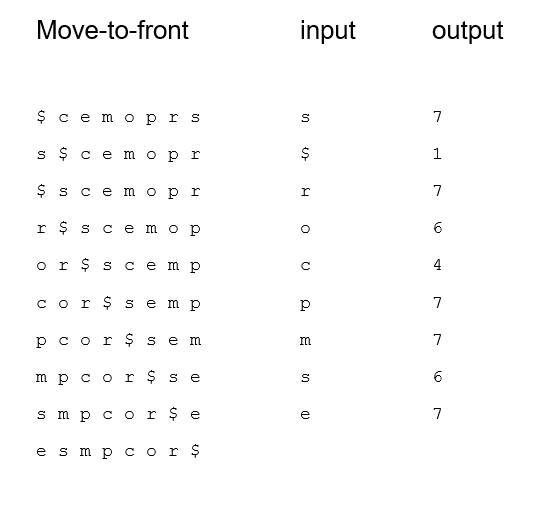 Move-to-front input output
$ c e m o p r s s 7
s $ c e m o p r $ 1
$ s c e m o p r r 7
r $ s c e m o p o 6
o r $ s c e m p c 4
c o r $ s e m p p 7
p c o r $ s e m m 7
m p c o r $ s e s 6
s m p c o r $ e e 7
e s m p c o r $